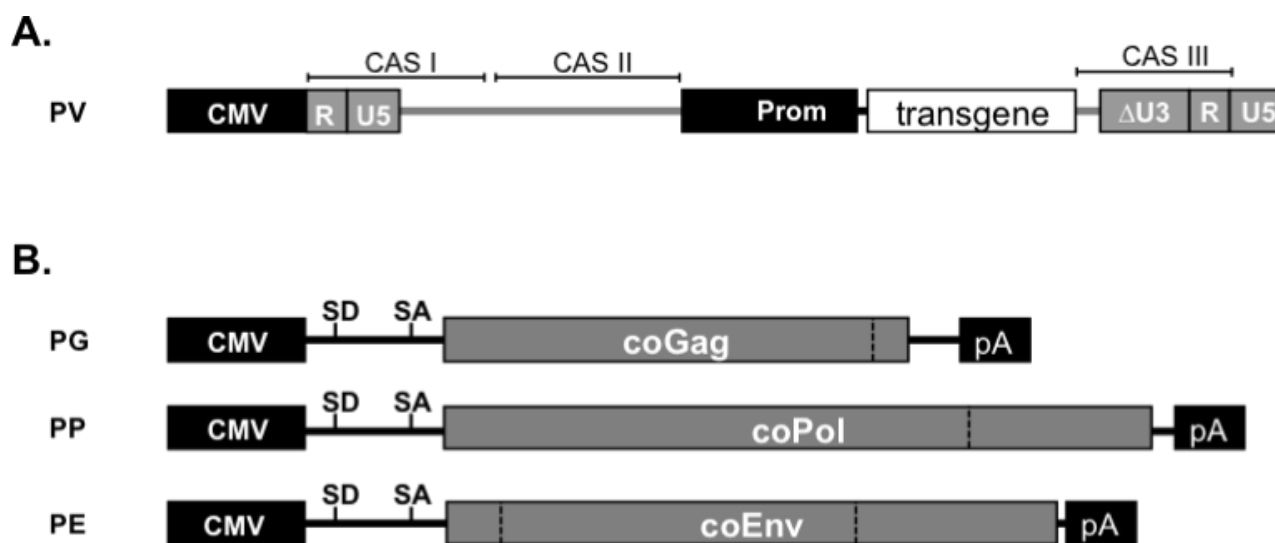 A.
CAS I CAS II CAS III
PV CMV R U5 Prom transgene ΔU3 R U5
B.
SD SA
PG CMV coGag pA
SD SA
PP CMV coPol pA
SD SA
PE CMV coEnv pA